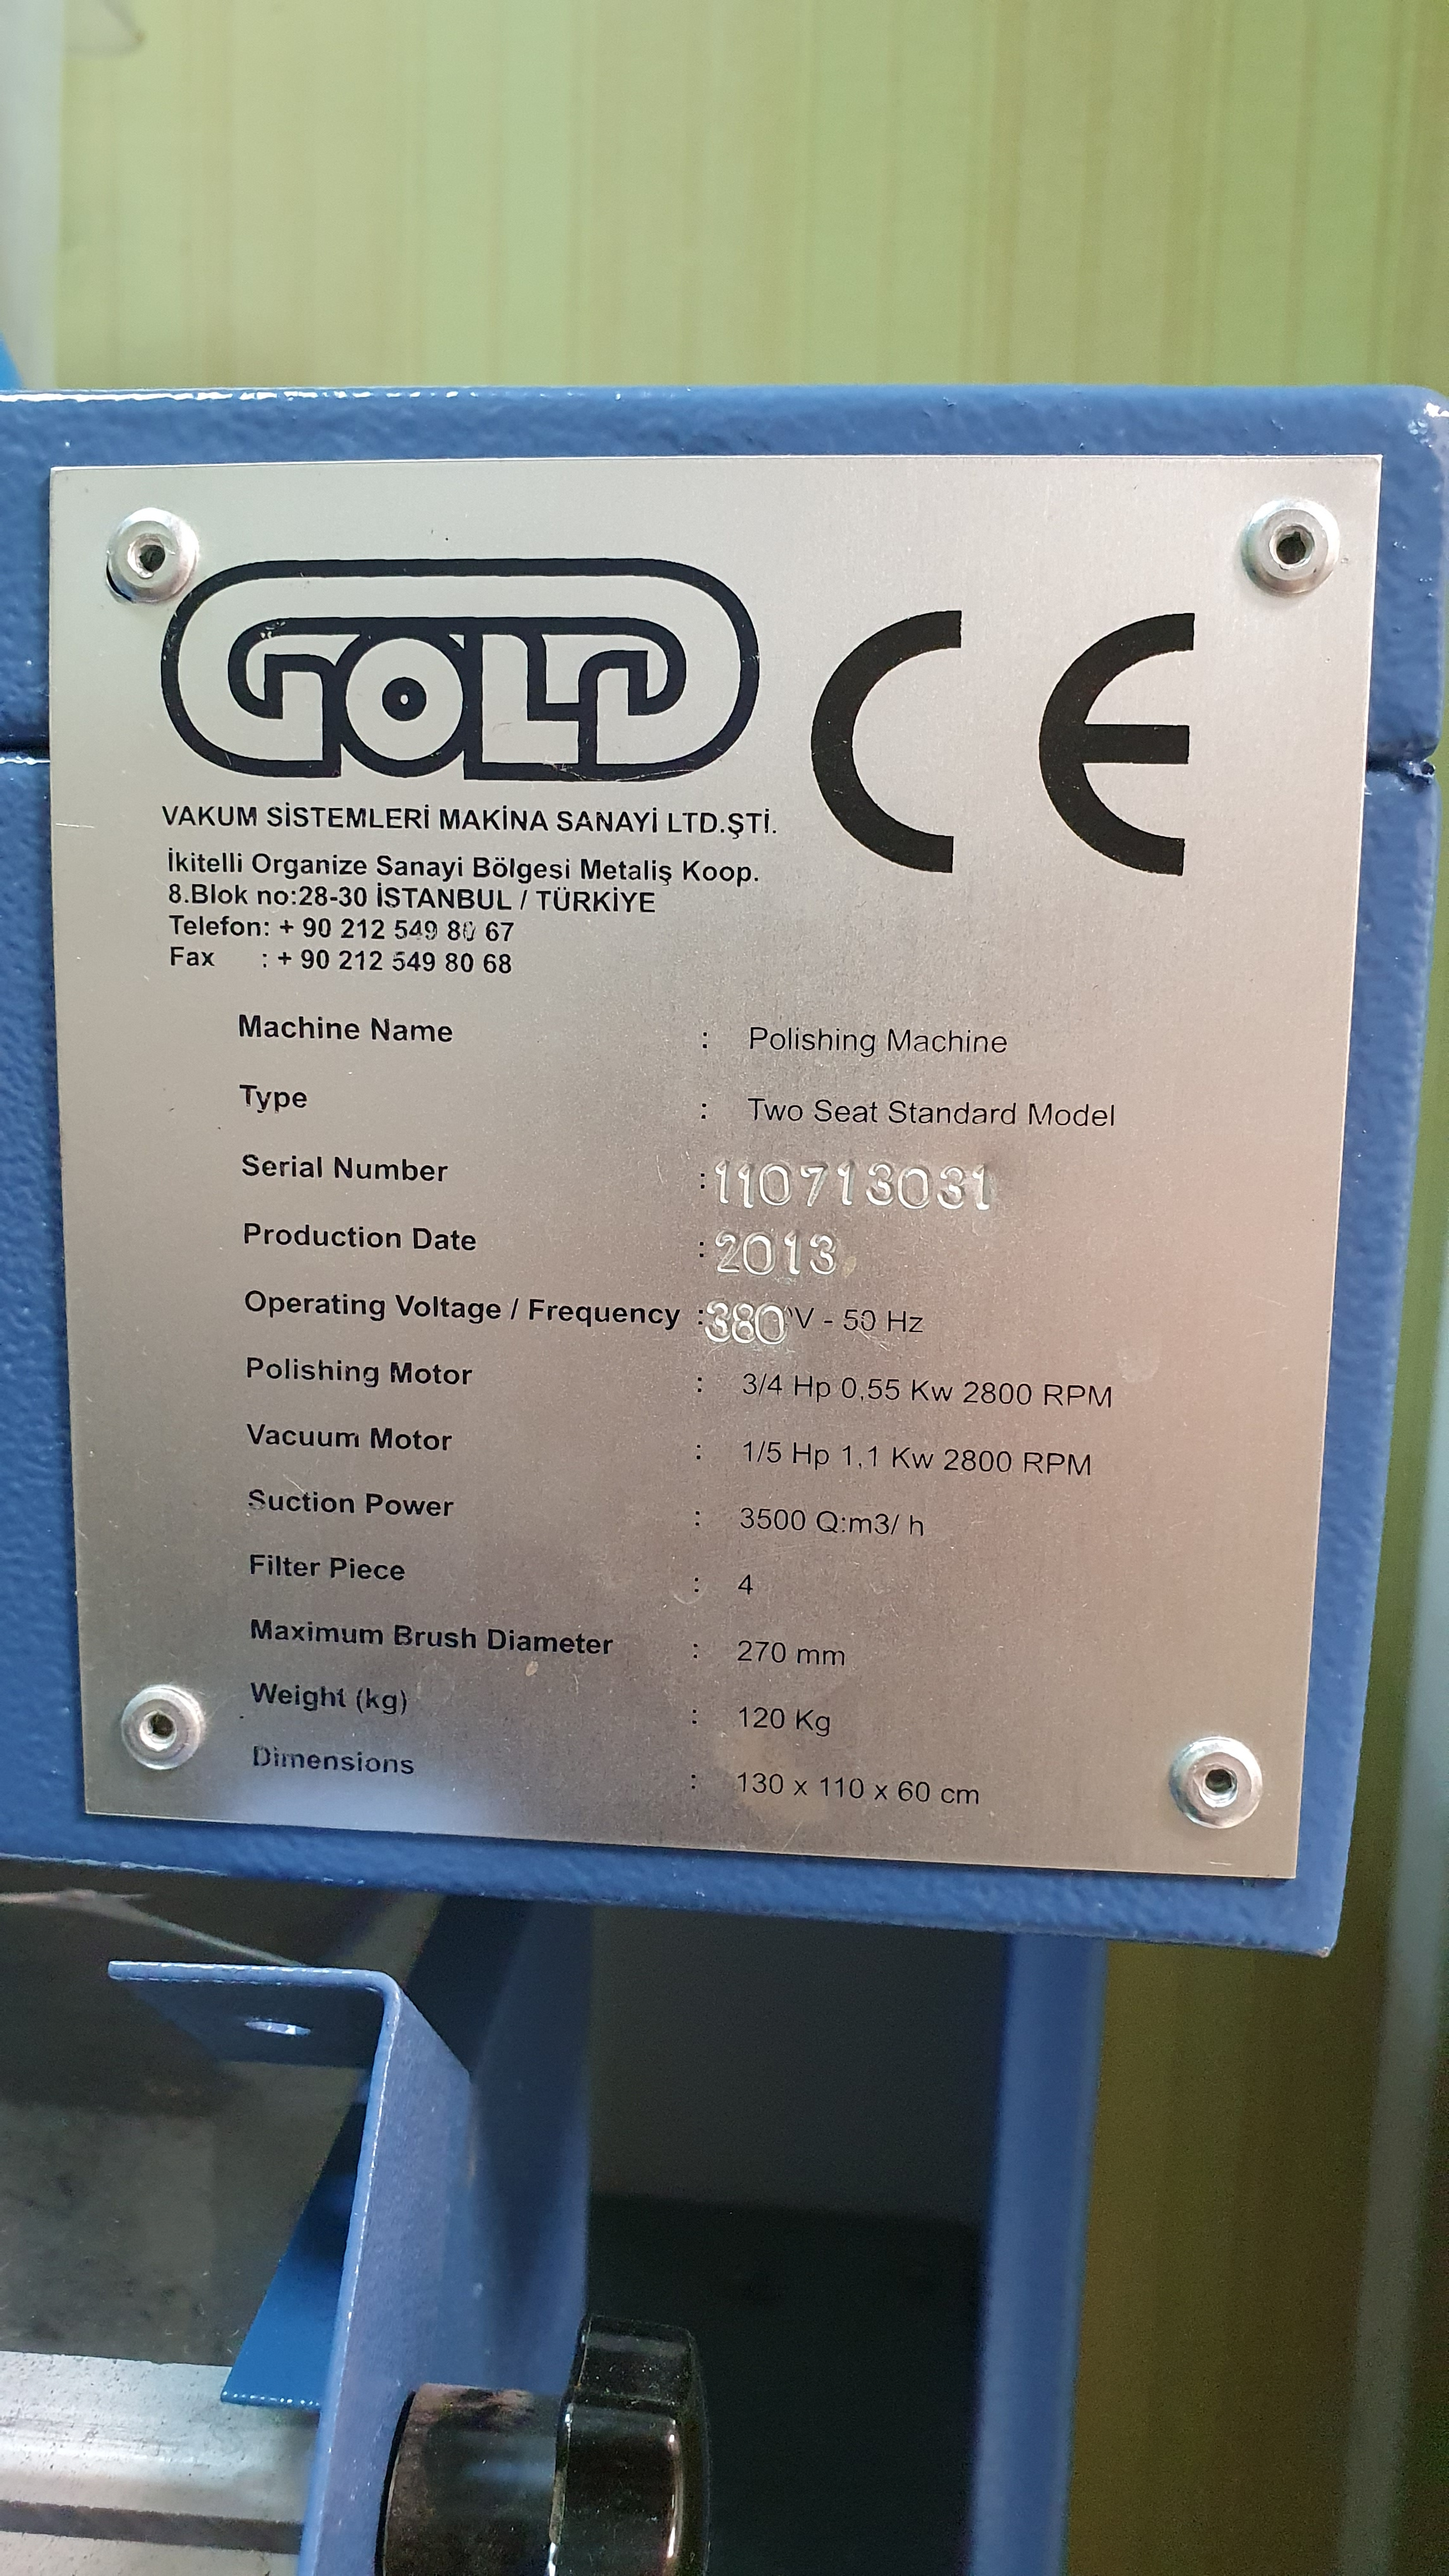 GOLD
CE
VAKUM SİSTEMLERİ MAKİNA SANAYİ LTD.ŞTİ.
İkitelli Organize Sanayi Bölgesi Metaliş Koop.
8.Blok no:28-30 İSTANBUL / TÜRKİYE
Telefon: + 90 212 549 80 67
Fax : + 90 212 549 80 68
Machine Name : Polishing Machine
Type : Two Seat Standard Model
Serial Number : 110713031
Production Date : 2013
Operating Voltage / Frequency : 380 V - 50 Hz
Polishing Motor : 3/4 Hp 0,55 Kw 2800 RPM
Vacuum Motor : 1/5 Hp 1,1 Kw 2800 RPM
Suction Power : 3500 Q:m3/ h
Filter Piece : 4
Maximum Brush Diameter : 270 mm
Weight (kg) : 120 Kg
Dimensions : 130 x 110 x 60 cm